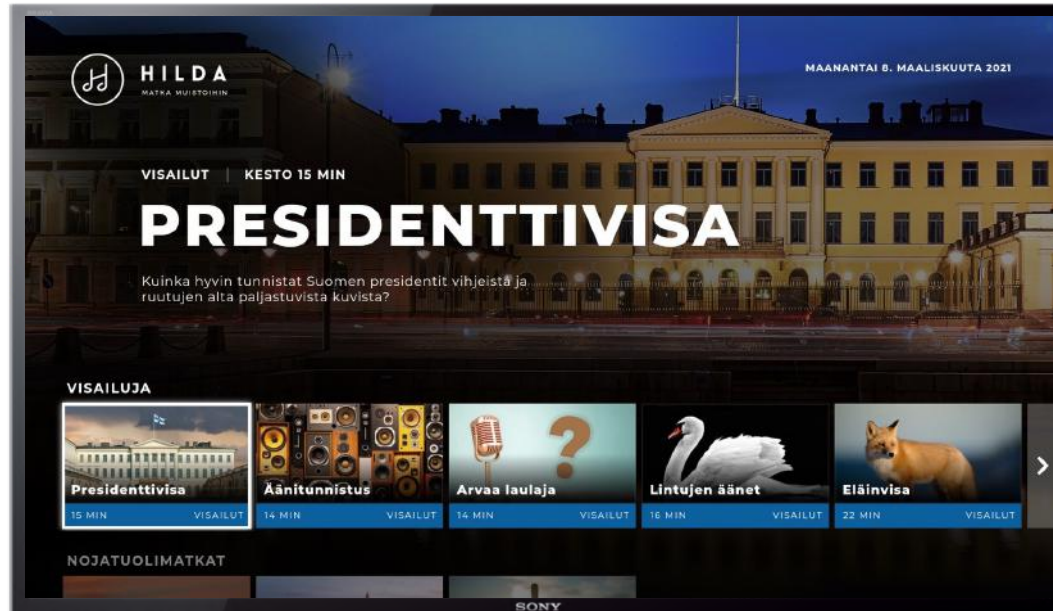 HILDA
MATKA MUISTOIHIN
MAANANTAI 8. MAALISKUUTA 2021
VISAILUT | KESTO 15 MIN
PRESIDENTTIVISA
Kuinka hyvin tunnistat Suomen presidentit vihjeistä ja
ruutujen alta paljastuvista kuvista?
VISAILUJA
Presidenttivisa
15 MIN VISAILUT
Äänitunnistus
14 MIN VISAILUT
Arvaa laulaja
14 MIN VISAILUT
Lintujen äänet
16 MIN VISAILUT
Eläinvisa
22 MIN VISAILUT
NOJATUOLIMATKAT
SONY